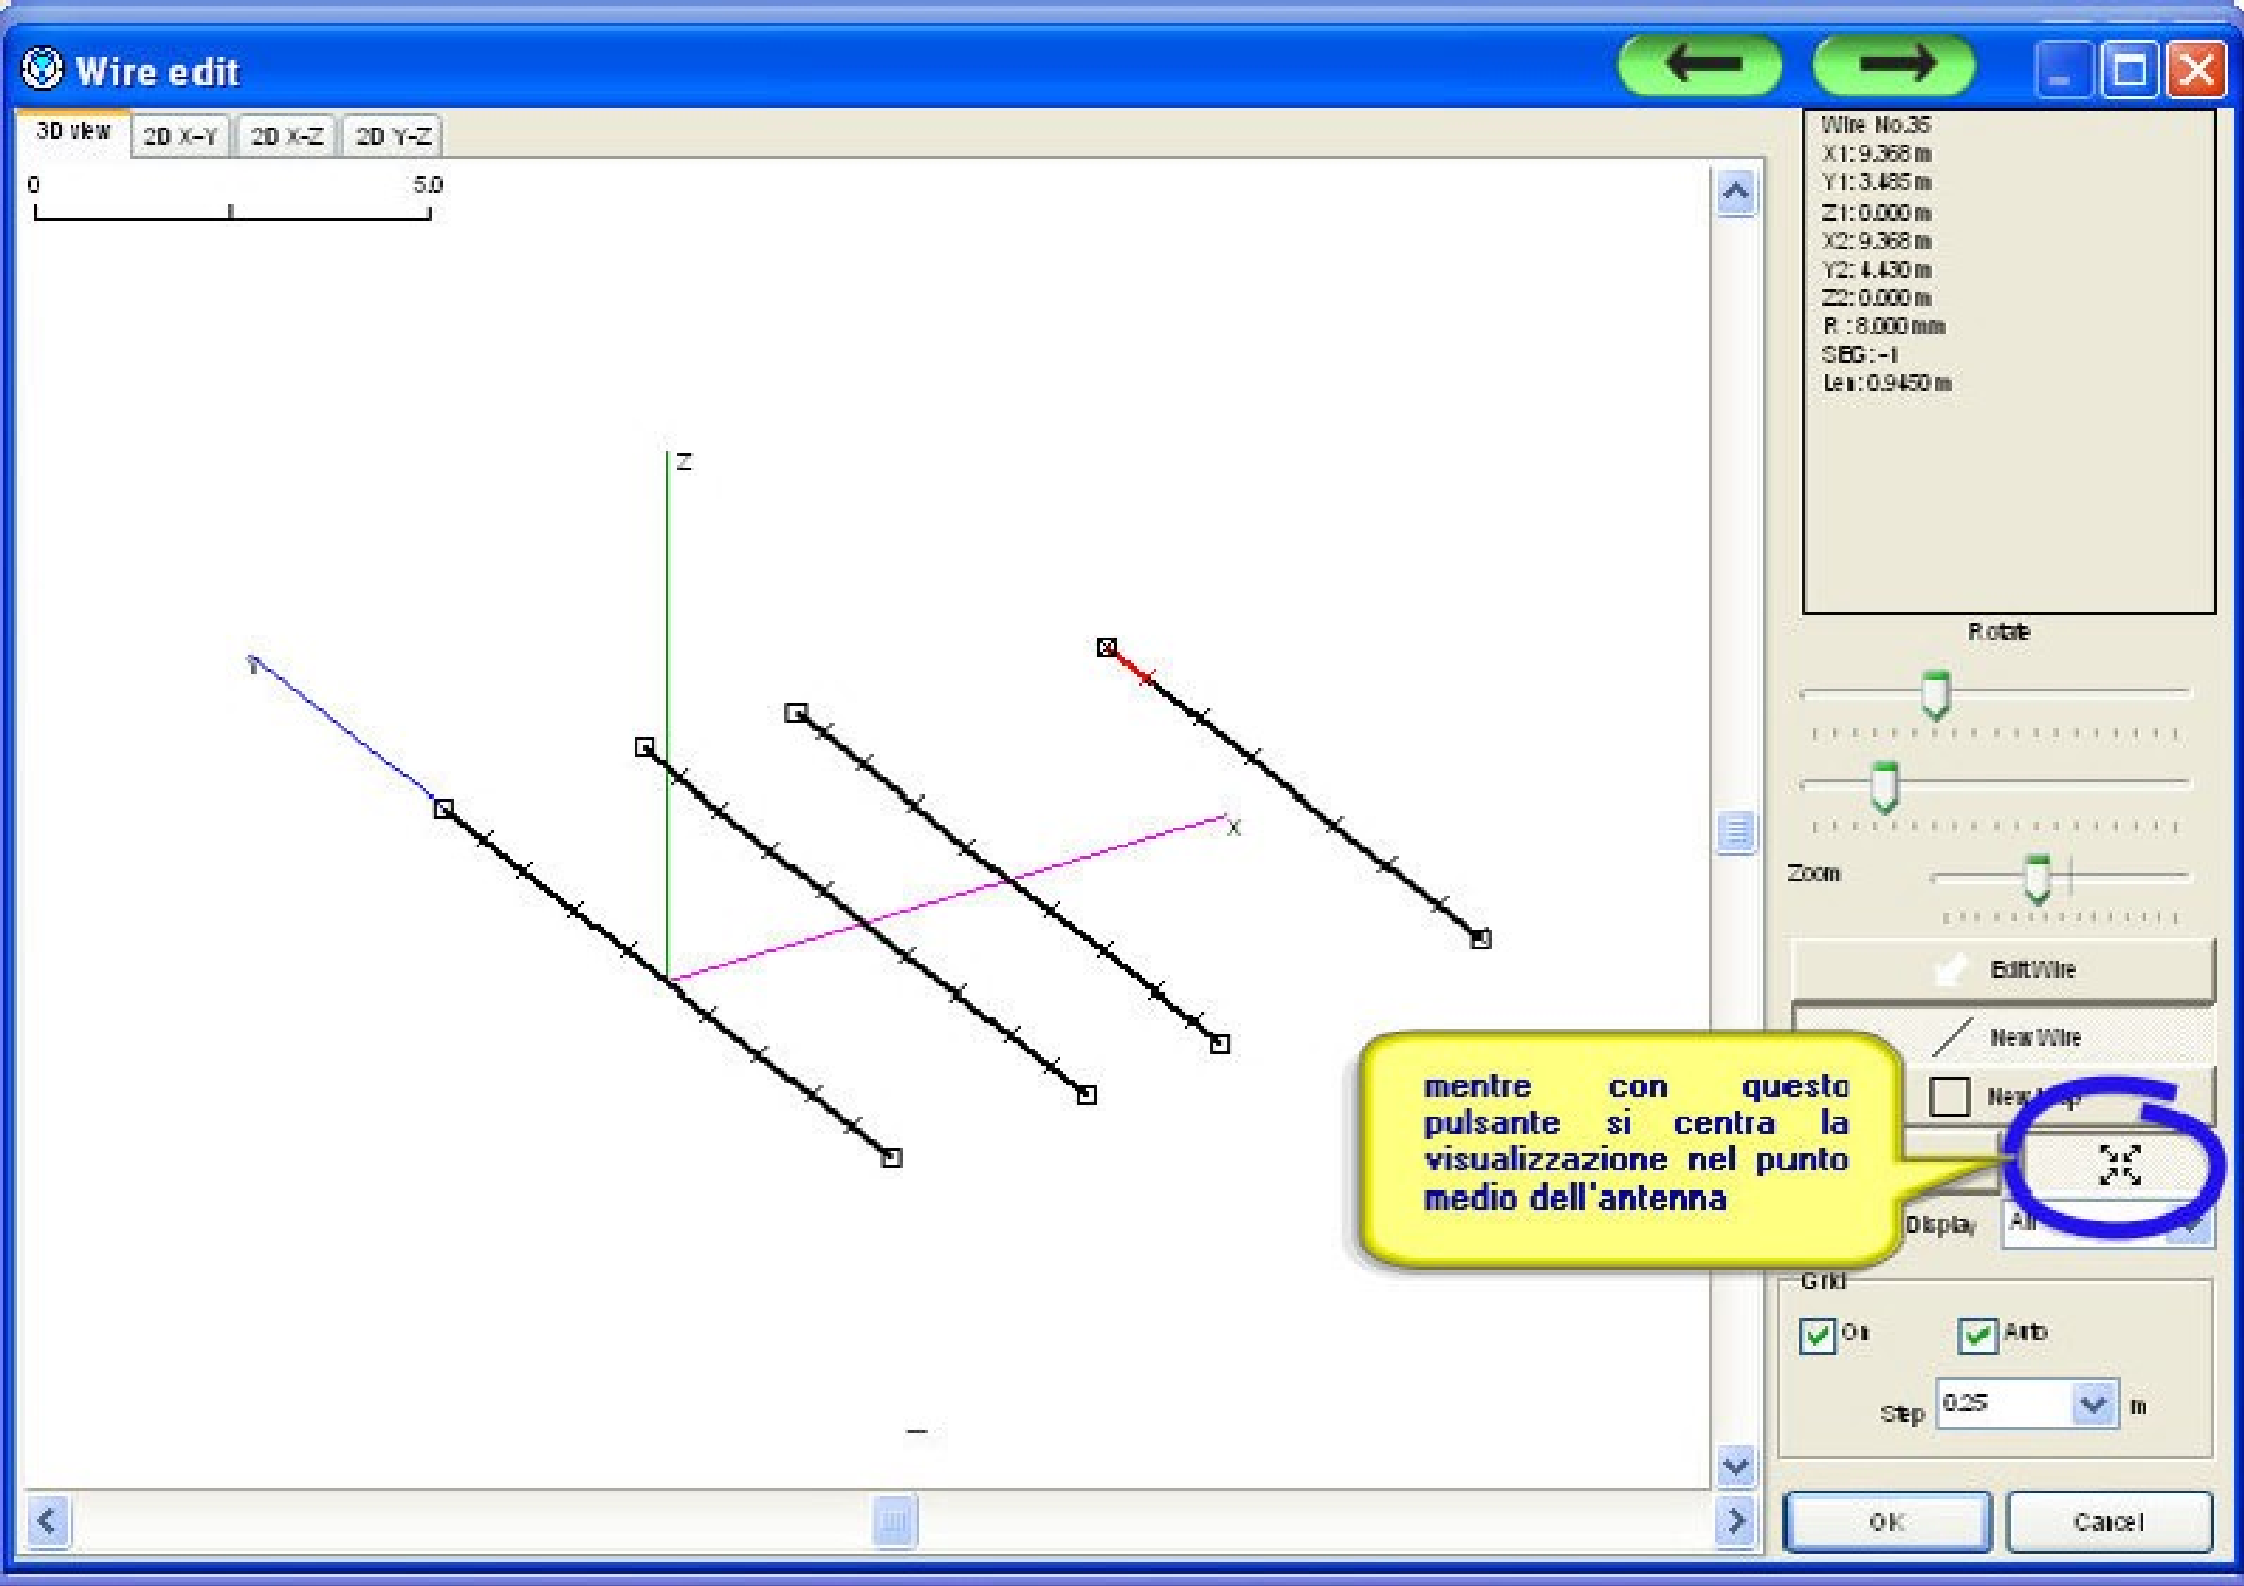 Wire edit
3D view
2D X-Y
2D X-Z
2D Y-Z
0
5.0
Z
Y
X
Wire No.35
X1:9.368 m
Y1:3.485 m
Z1:0.000 m
X2:9.368 m
Y2:4.430 m
Z2:0.000 m
R :8.000 mm
SEG:-1
Len:0.9450 m
Rotate
Zoom
Edit Wire
New Wire
mentre con questo
pulsante si centra la
visualizzazione nel punto
medio dell'antenna
Display
Grid
On
Auto
Step
0.25
m
OK
Cancel